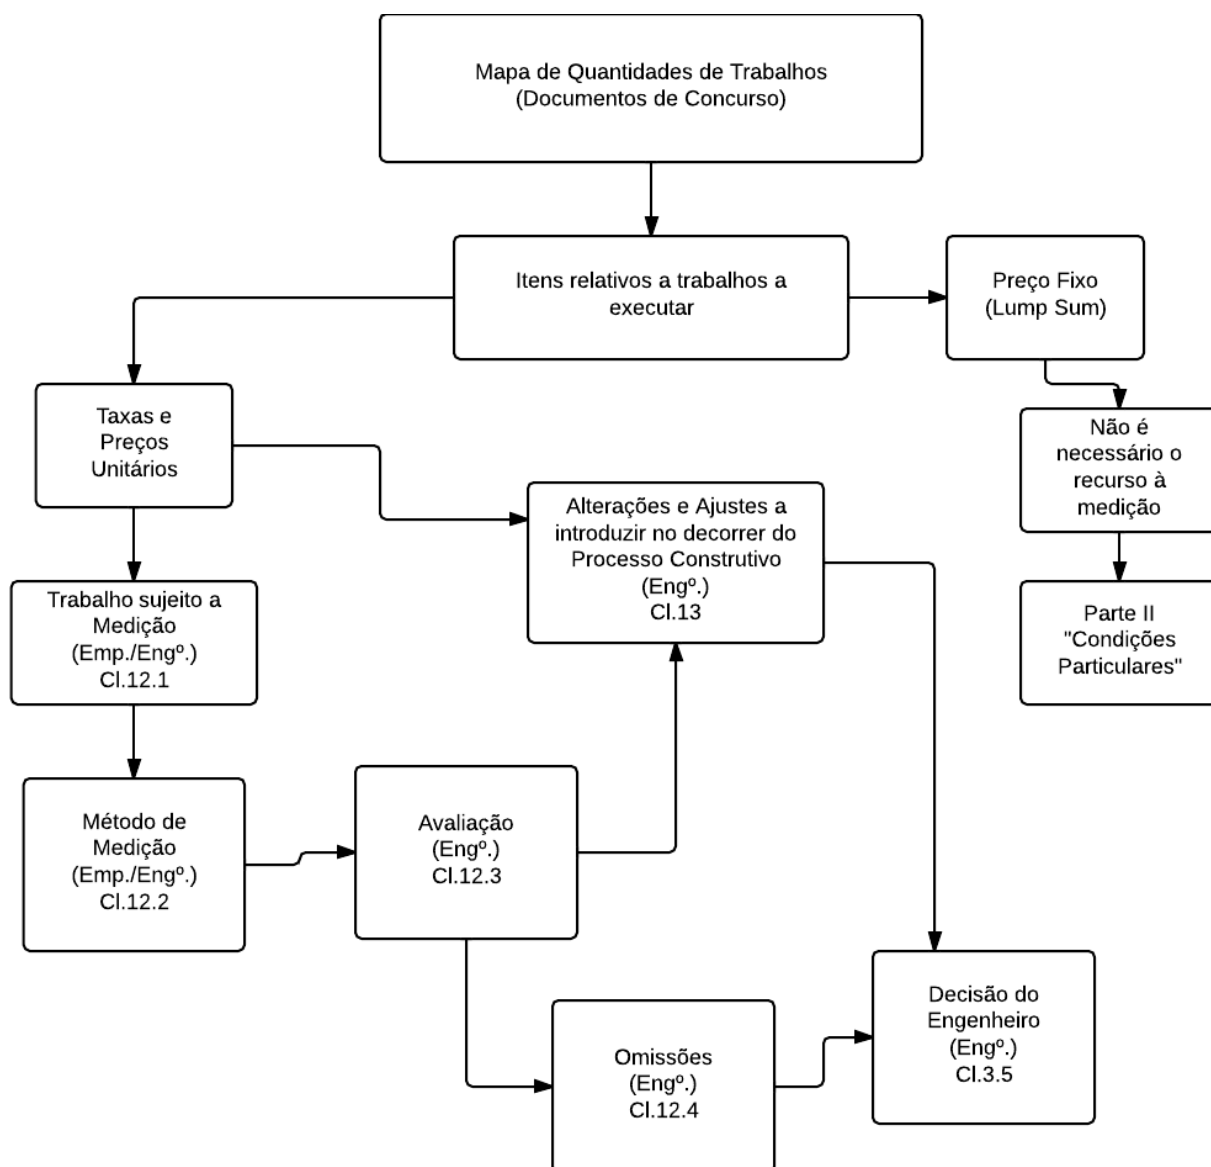 Mapa de Quantidades de Trabalhos
(Documentos de Concurso)
Itens relativos a trabalhos a
executar
Preço Fixo
(Lump Sum)
Taxas e
Preços
Unitários
Não é
necessário o
recurso à
medição
Alterações e Ajustes a
introduzir no decorrer do
Processo Construtivo
(Engº.)
Cl.13
Trabalho sujeito a
Medição
(Emp./Engº.)
Cl.12.1
Parte II
"Condições
Particulares"
Método de
Medição
(Emp./Engº.)
Cl.12.2
Avaliação
(Engº.)
Cl.12.3
Decisão do
Engenheiro
(Engº.)
Cl.3.5
Omissões
(Engº.)
Cl.12.4